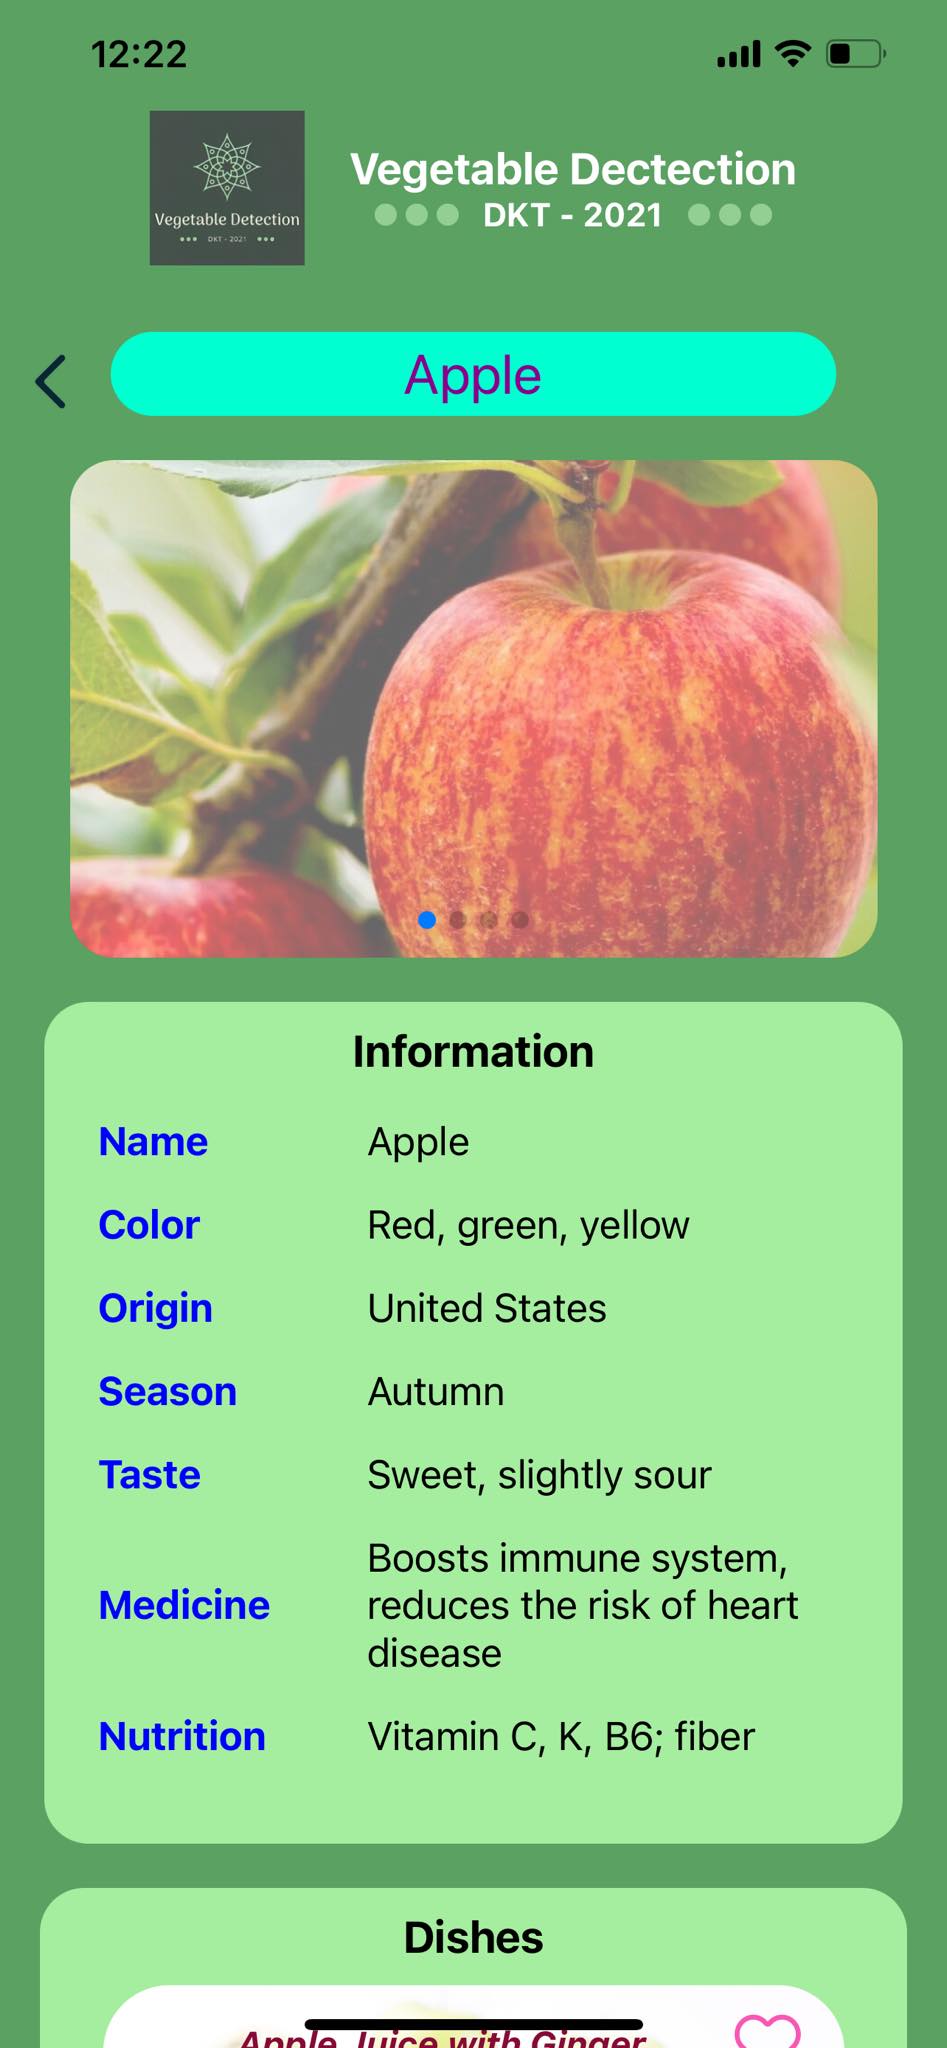 12:22
Vegetable Detection
DKT - 2021
Vegetable Dectection
DKT - 2021
Apple
Information
Name Apple
Color Red, green, yellow
Origin United States
Season Autumn
Taste Sweet, slightly sour
Medicine Boosts immune system,
reduces the risk of heart
disease
Nutrition Vitamin C, K, B6; fiber
Dishes
Apple Juice with Ginger